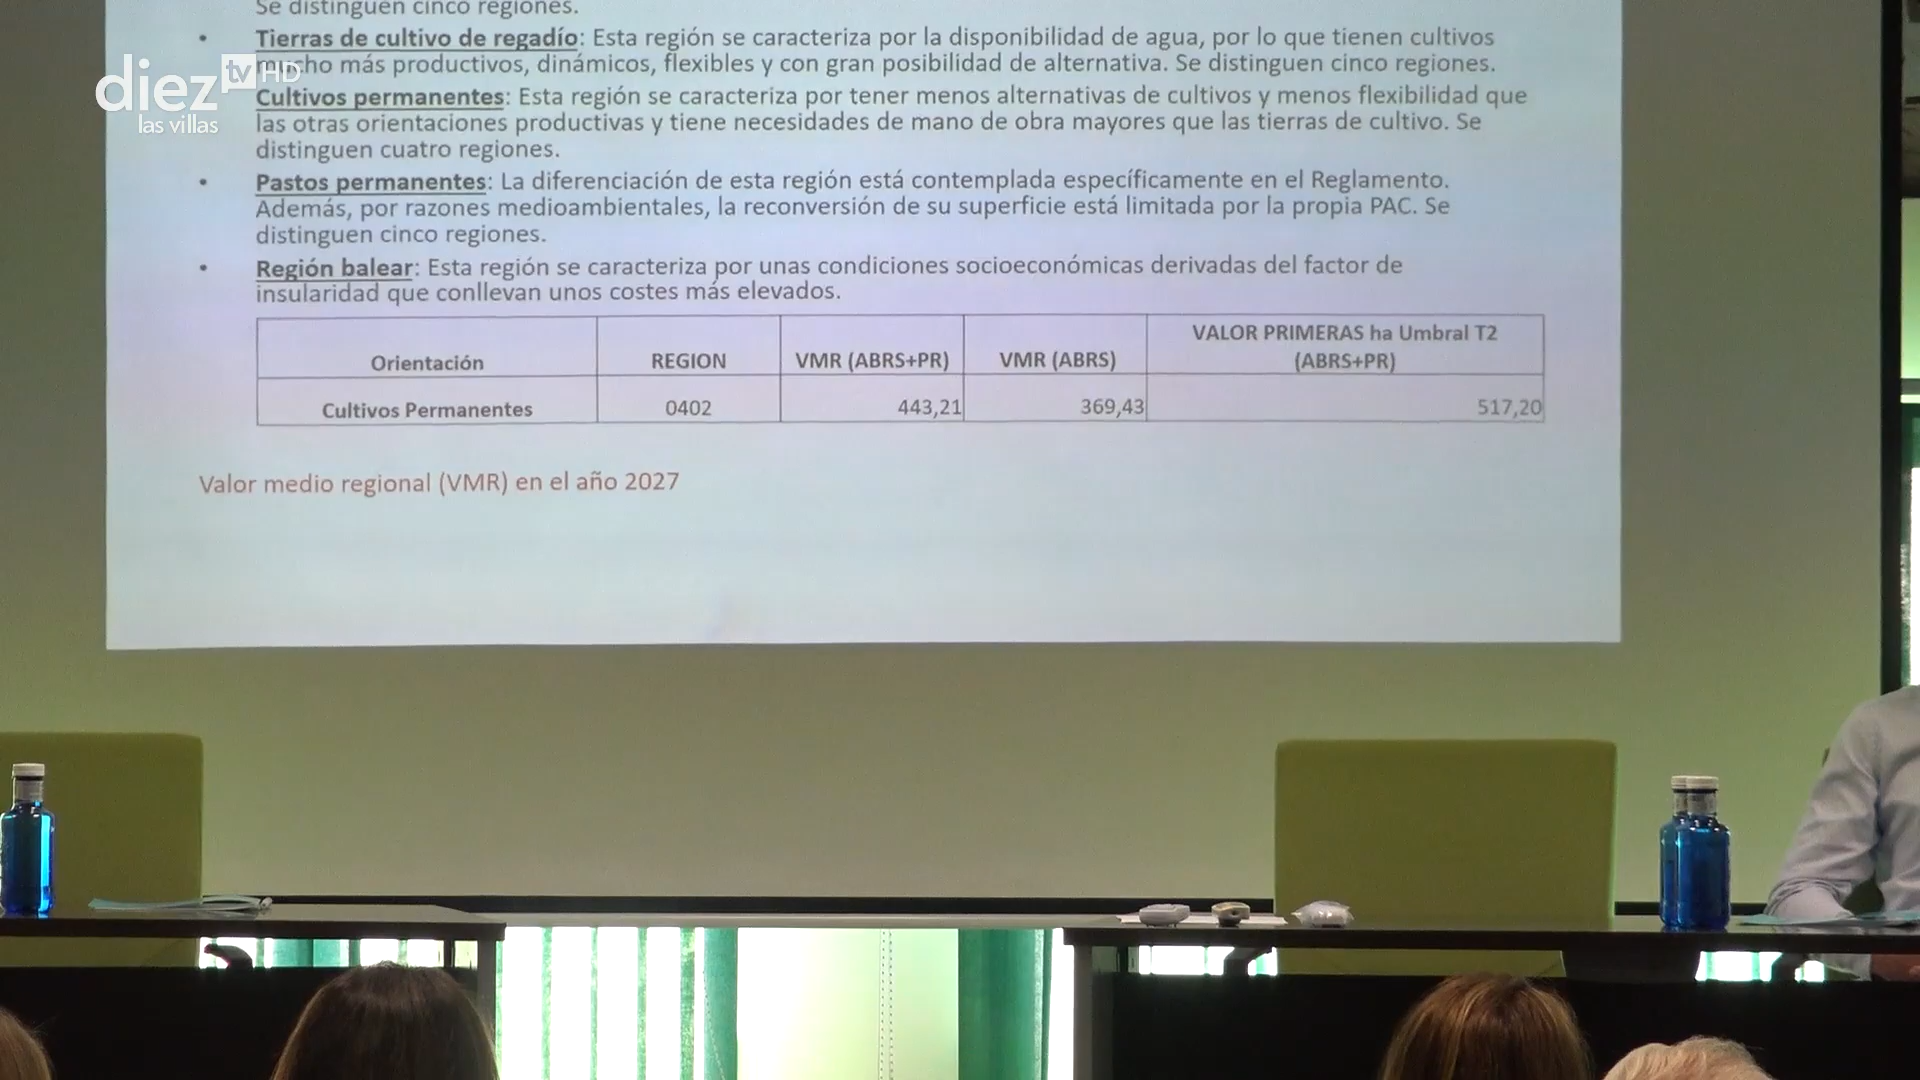 Se distinguen cinco regiones.
• Tierras de cultivo de regadío: Esta región se caracteriza por la disponibilidad de agua, por lo que tienen cultivos
mucho más productivos, dinámicos, flexibles y con gran posibilidad de alternativa. Se distinguen cinco regiones.
diez tv HD
las villas
Cultivos permanentes: Esta región se caracteriza por tener menos alternativas de cultivos y menos flexibilidad que
las otras orientaciones productivas y tiene necesidades de mano de obra mayores que las tierras de cultivo. Se
distinguen cuatro regiones.
• Pastos permanentes: La diferenciación de esta región está contemplada específicamente en el Reglamento.
Además, por razones medioambientales, la reconversión de su superficie está limitada por la propia PAC. Se
distinguen cinco regiones.
• Región balear: Esta región se caracteriza por unas condiciones socioeconómicas derivadas del factor de
insularidad que conllevan unos costes más elevados.
Orientación REGION VMR (ABRS+PR) VMR (ABRS) VALOR PRIMERAS ha Umbral T2
(ABRS+PR)
Cultivos Permanentes 0402 443,21 369,43 517,20
Valor medio regional (VMR) en el año 2027